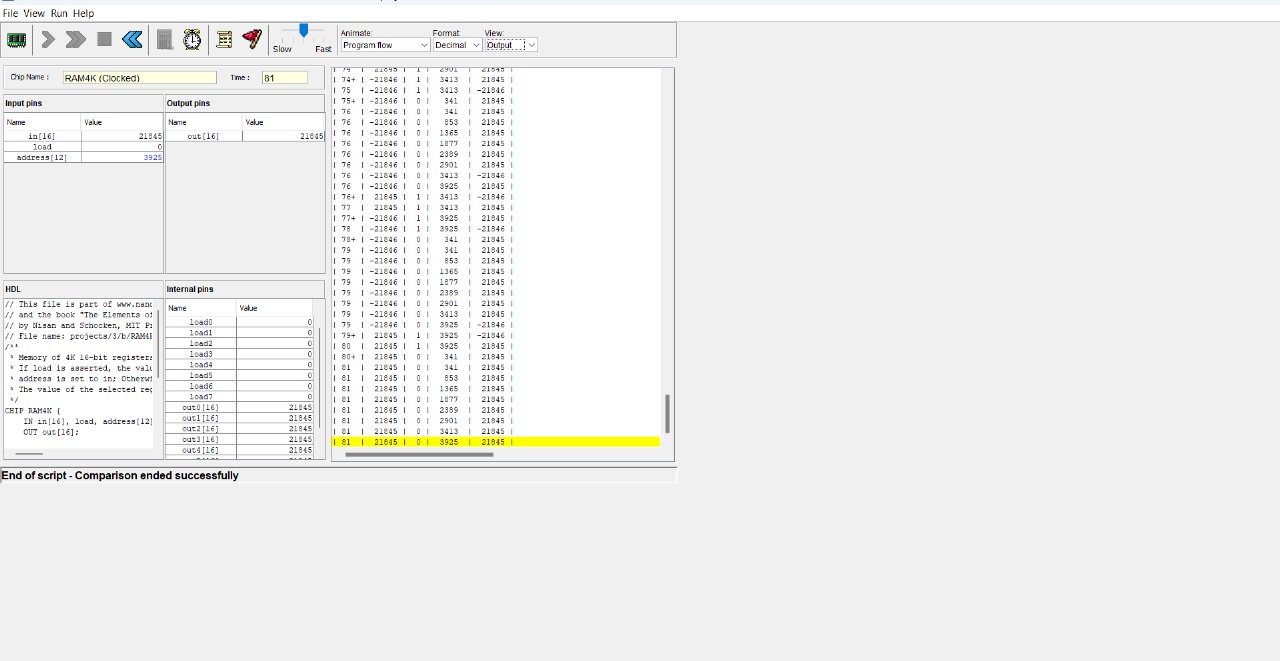 File View Run Help
Animate: Format View:
Slow Fast Program flow Decimal Output
Chip Name : RAM4K (Clocked) Time : 81
Input pins
Name Value
in[16] 21845
load 0
address[12] 3925
Output pins
Name Value
out[16] 21845
HDL
// This file is part of www.nand
// and the book "The Elements of
// by Nisan and Schocken, MIT Pr
// File name: projects/3/b/RAM4K
/**
* Memory of 4K 16-bit registers
* If load is asserted, the valu
* address is set to in; Otherwi
* The value of the selected reg
*/
CHIP RAM4K {
IN in[16], load, address[12]
OUT out[16];
Internal pins
Name Value
load0 0
load1 0
load2 0
load3 0
load4 0
load5 0
load6 0
load7 0
out0[16] 21845
out1[16] 21845
out2[16] 21845
out3[16] 21845
out4[16] 21845
| 74 | 21845 | 1 | 2901 | 21845 |
| 74+ | -21846 | 1 | 3413 | 21845 |
| 75 | -21846 | 1 | 3413 | -21846 |
| 75+ | -21846 | 0 | 341 | 21845 |
| 76 | -21846 | 0 | 341 | 21845 |
| 76 | -21846 | 0 | 853 | 21845 |
| 76 | -21846 | 0 | 1365 | 21845 |
| 76 | -21846 | 0 | 1877 | 21845 |
| 76 | -21846 | 0 | 2389 | 21845 |
| 76 | -21846 | 0 | 2901 | 21845 |
| 76 | -21846 | 0 | 3413 | -21846 |
| 76 | -21846 | 0 | 3925 | 21845 |
| 76+ | 21845 | 1 | 3413 | -21846 |
| 77 | 21845 | 1 | 3413 | 21845 |
| 77+ | -21846 | 1 | 3925 | 21845 |
| 78 | -21846 | 1 | 3925 | -21846 |
| 78+ | -21846 | 0 | 341 | 21845 |
| 79 | -21846 | 0 | 341 | 21845 |
| 79 | -21846 | 0 | 853 | 21845 |
| 79 | -21846 | 0 | 1365 | 21845 |
| 79 | -21846 | 0 | 1877 | 21845 |
| 79 | -21846 | 0 | 2389 | 21845 |
| 79 | -21846 | 0 | 2901 | 21845 |
| 79 | -21846 | 0 | 3413 | 21845 |
| 79 | -21846 | 0 | 3925 | -21846 |
| 79+ | 21845 | 1 | 3925 | -21846 |
| 80 | 21845 | 1 | 3925 | 21845 |
| 80+ | 21845 | 0 | 341 | 21845 |
| 81 | 21845 | 0 | 341 | 21845 |
| 81 | 21845 | 0 | 853 | 21845 |
| 81 | 21845 | 0 | 1365 | 21845 |
| 81 | 21845 | 0 | 1877 | 21845 |
| 81 | 21845 | 0 | 2389 | 21845 |
| 81 | 21845 | 0 | 2901 | 21845 |
| 81 | 21845 | 0 | 3413 | 21845 |
| 81 | 21845 | 0 | 3925 | 21845 |
End of script - Comparison ended successfully